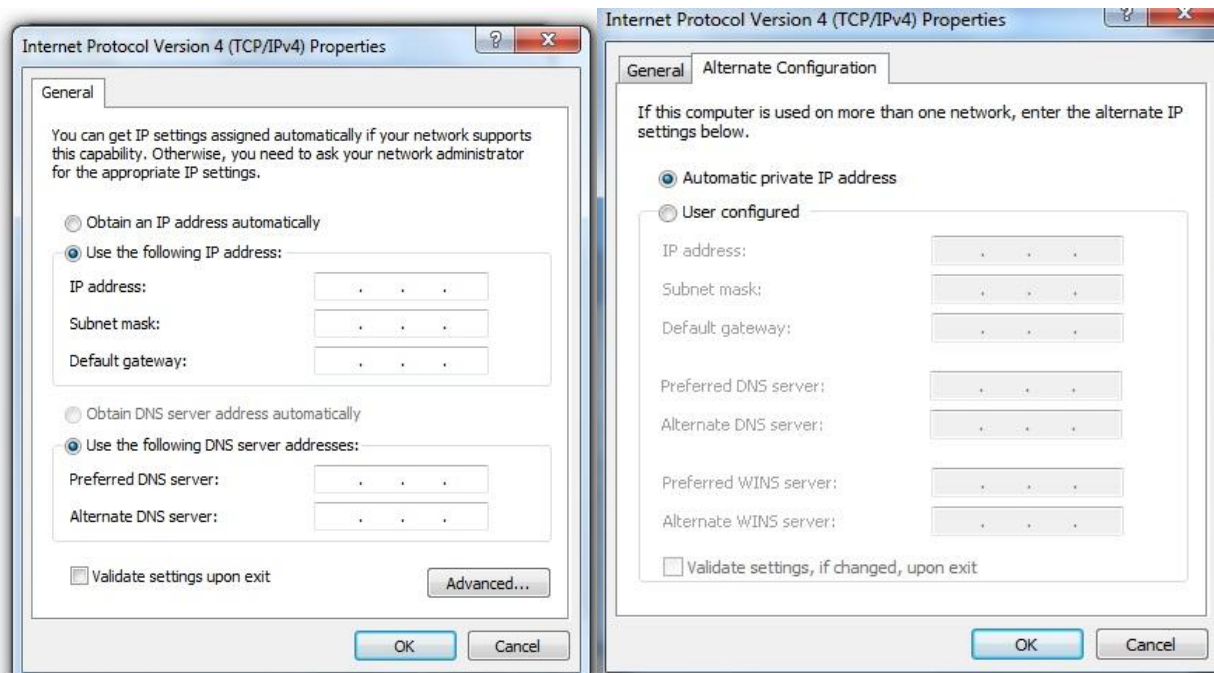 Internet Protocol Version 4 (TCP/IPv4) Properties
General
You can get IP settings assigned automatically if your network supports
this capability. Otherwise, you need to ask your network administrator
for the appropriate IP settings.
Obtain an IP address automatically
Use the following IP address:
IP address:
Subnet mask:
Default gateway:
Obtain DNS server address automatically
Use the following DNS server addresses:
Preferred DNS server:
Alternate DNS server:
Validate settings upon exit
Advanced...
OK
Cancel
Internet Protocol Version 4 (TCP/IPv4) Properties
General
Alternate Configuration
If this computer is used on more than one network, enter the alternate IP
settings below.
Automatic private IP address
User configured
IP address:
Subnet mask:
Default gateway:
Preferred DNS server:
Alternate DNS server:
Preferred WINS server:
Alternate WINS server:
Validate settings, if changed, upon exit
OK
Cancel